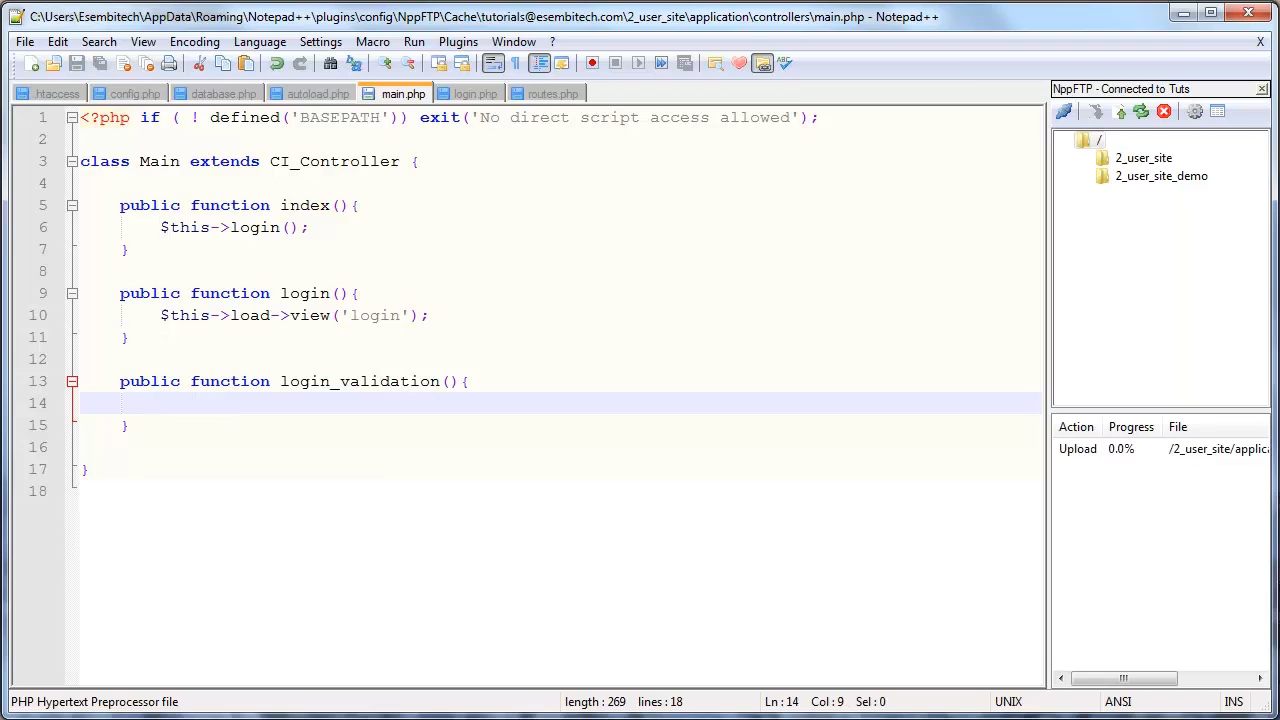 C:\Users\Esembitech\AppData\Roaming\Notepad++\plugins\config\NppFTP\Cache\tutorials@esembitech.com\2_user_site\application\controllers\main.php - Notepad++
File Edit Search View Encoding Language Settings Macro Run Plugins Window ? X
.htaccess config.php database.php autoload.php main.php login.php routes.php
1 <?php if ( ! defined('BASEPATH')) exit('No direct script access allowed');
2
3 class Main extends CI_Controller {
4
5 public function index(){
6 $this->login();
7 }
8
9 public function login(){
10 $this->load->view('login');
11 }
12
13 public function login_validation(){
14
15 }
16
17 }
18
NppFTP - Connected to Tuts
/
2_user_site
2_user_site_demo
Action Progress File
Upload 0.0% /2_user_site/applica
PHP Hypertext Preprocessor file length : 269 lines : 18 Ln : 14 Col : 9 Sel : 0 UNIX ANSI INS